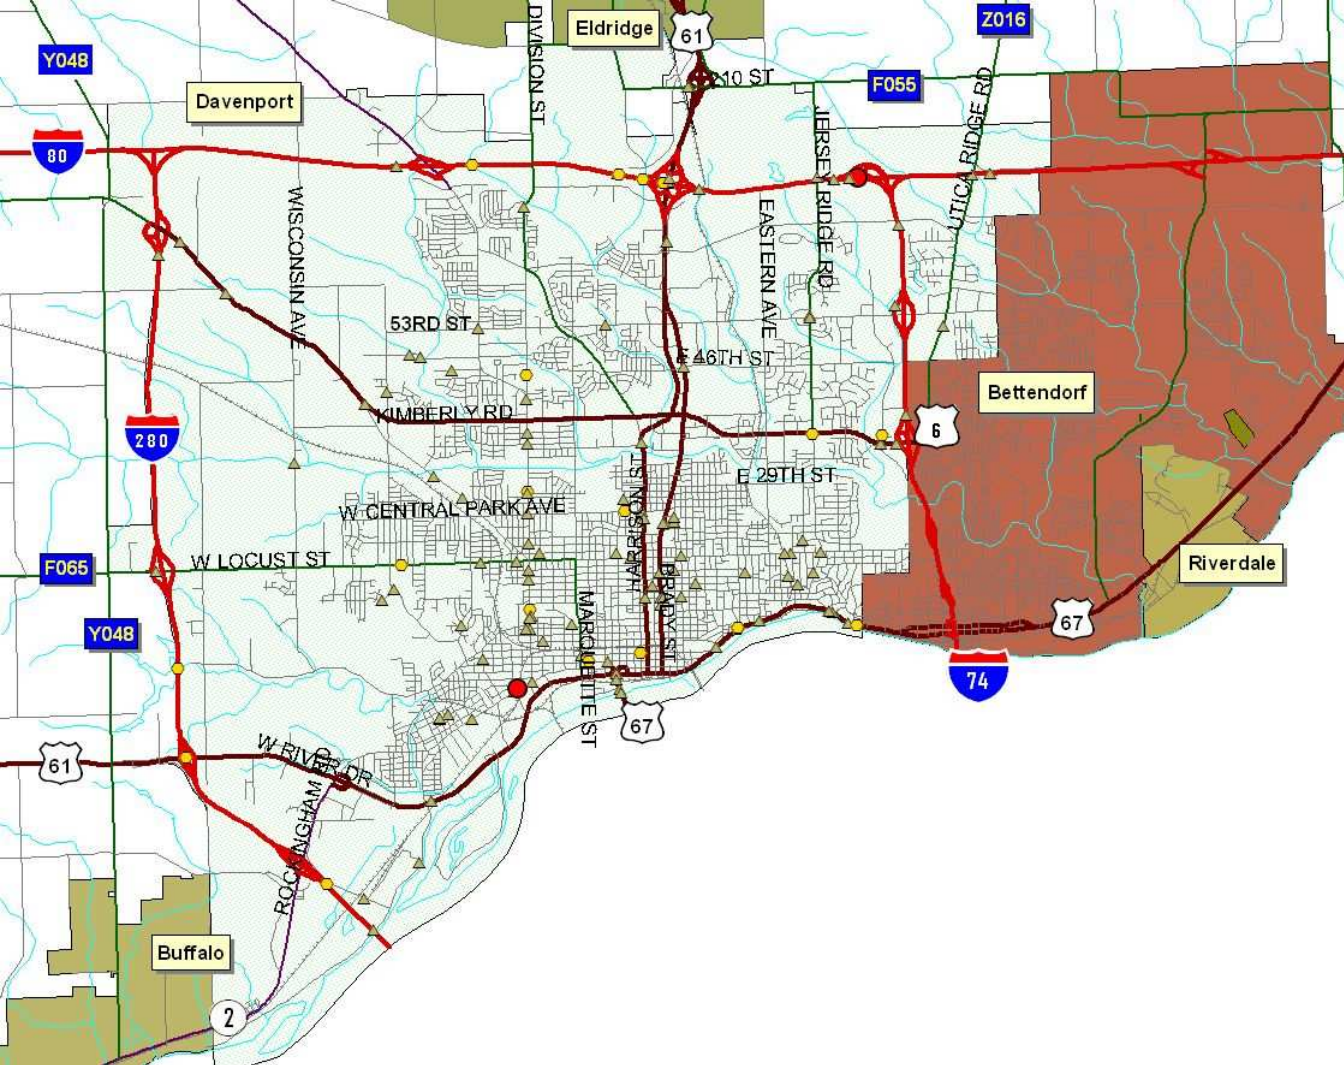 Z016
Eldridge
61
Y048
DIVISION ST
210 ST
F055
Davenport
80
JERSEY RIDGE RD
UTICA RIDGE RD
WISCONSIN AVE
EASTERN AVE
53RD ST
E 46TH ST
Bettendorf
KIMBERLY RD
6
280
E 29TH ST
W CENTRAL PARK AVE
HARRISON ST
W LOCUST ST
F065
Riverdale
BRADY ST
MARQUETTE ST
67
Y048
74
67
W RIVER DR
61
ROCKINGHAM RD
Buffalo
2